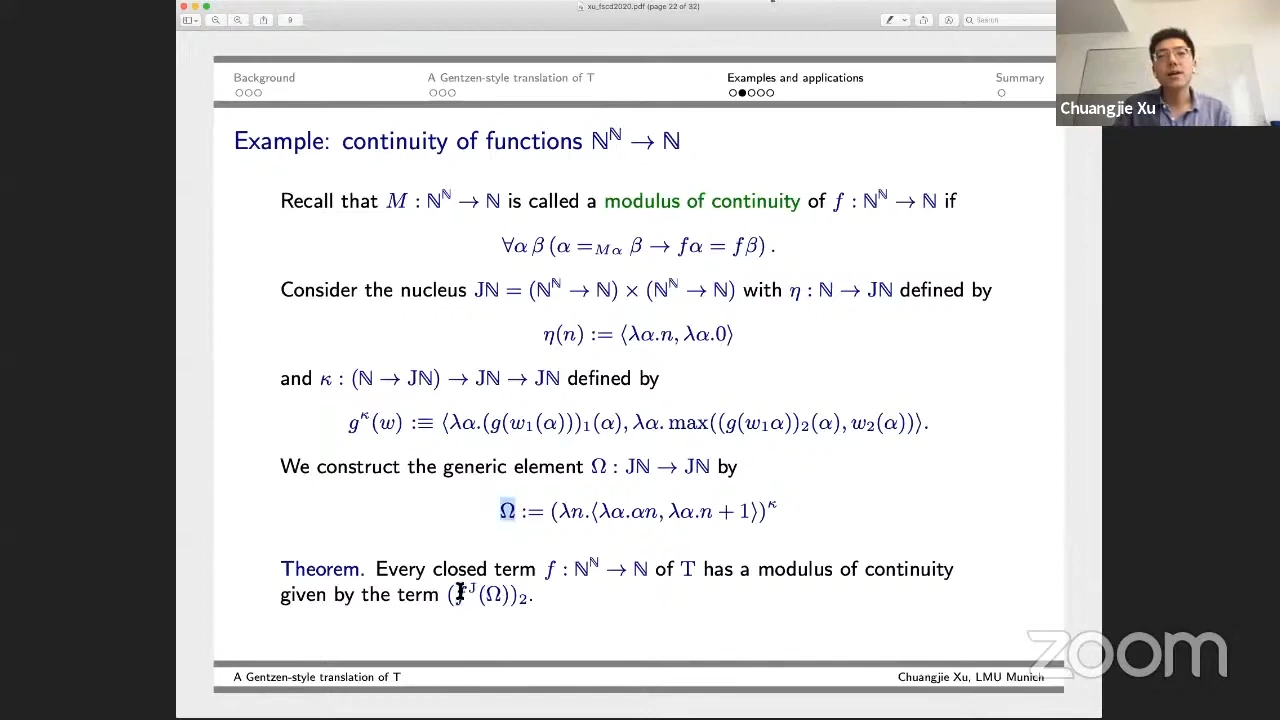 xu_fscd2020.pdf (page 22 of 32)
9
Search
Background
A Gentzen-style translation of T
Examples and applications
Summary
Chuangjie Xu
Example: continuity of functions ℕ^ℕ → ℕ
Recall that M : ℕ^ℕ → ℕ is called a modulus of continuity of f : ℕ^ℕ → ℕ if
∀α β (α =_{Mα} β → fα = fβ) .
Consider the nucleus Jℕ = (ℕ^ℕ → ℕ) × (ℕ^ℕ → ℕ) with η : ℕ → Jℕ defined by
η(n) := ⟨λα.n, λα.0⟩
and κ : (ℕ → Jℕ) → Jℕ → Jℕ defined by
g^κ(w) :≡ ⟨λα.(g(w₁(α)))₁(α), λα. max((g(w₁α))₂(α), w₂(α))⟩.
We construct the generic element Ω : Jℕ → Jℕ by
Ω := (λn.⟨λα.αn, λα.n + 1⟩)^κ
Theorem. Every closed term f : ℕ^ℕ → ℕ of T has a modulus of continuity
given by the term (f^J(Ω))₂.
zoom
A Gentzen-style translation of T
Chuangjie Xu, LMU Munich